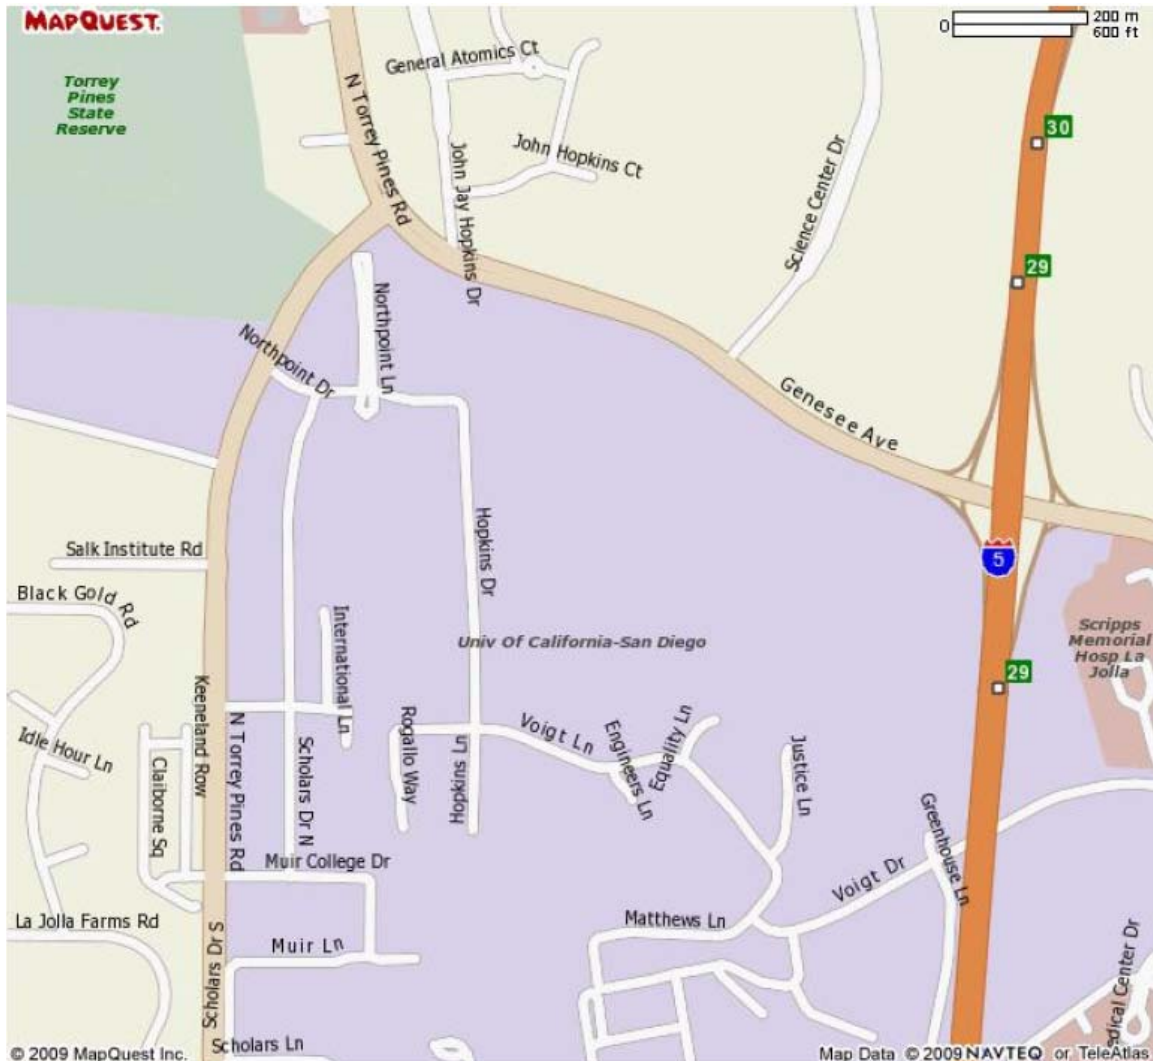 MAPQUEST.
0
200 m
600 ft
General Atomics Ct
Torrey
Pines
State
Reserve
N Torrey Pines Rd
30
John Hopkins Ct
John Jay Hopkins Dr
Science Center Dr
29
Northpoint Ln
Northpoint Dr
Genesee Ave
Hopkins Dr
Salk Institute Rd
5
Black Gold Rd
International Ln
Univ Of California-San Diego
Scripps
Memorial
Hosp La
Jolla
29
Keeneland Row
N Torrey Pines Rd
Idle Hour Ln
Claiborne Sq
Scholars Dr N
Rogallo Way
Hopkins Ln
Voigt Ln
Engineers Ln
Equality Ln
Justice Ln
Greenhouse Ln
Muir College Dr
Voigt Dr
La Jolla Farms Rd
Scholars Dr S
Muir Ln
Matthews Ln
edical Center Dr
Scholars Ln
© 2009 MapQuest Inc.
Map Data © 2009 NAVTEQ or TeleAtlas